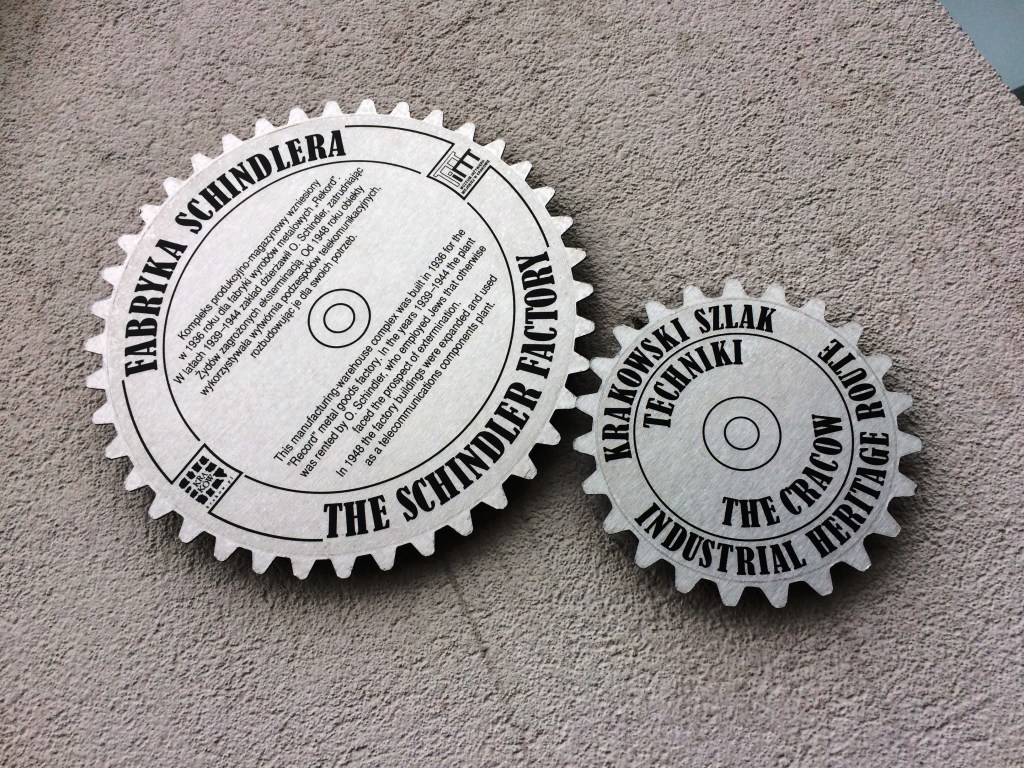 FABRYKA SCHINDLERA
Kompleks produkcyjno-magazynowy wzniesiony
w 1936 roku dla fabryki wyrobów metalowych „Rekord".
W latach 1939–1944 zakład dzierżawił O. Schindler, zatrudniając
Żydów zagrożonych eksterminacją. Od 1948 roku obiekty
wykorzystywała wytwórnia podzespołów telekomunikacyjnych,
rozbudowując je dla swoich potrzeb.
This manufacturing-warehouse complex was built in 1936 for the
"Record" metal goods factory. In the years 1939–1944 the plant
was rented by O. Schindler, who employed Jews that otherwise
faced the prospect of extermination.
In 1948 the factory buildings were expanded and used
as a telecommunications components plant.
THE SCHINDLER FACTORY
KRA
KÓW
KRAKOWSKI SZLAK
TECHNIKI
THE CRACOW
INDUSTRIAL HERITAGE ROUTE